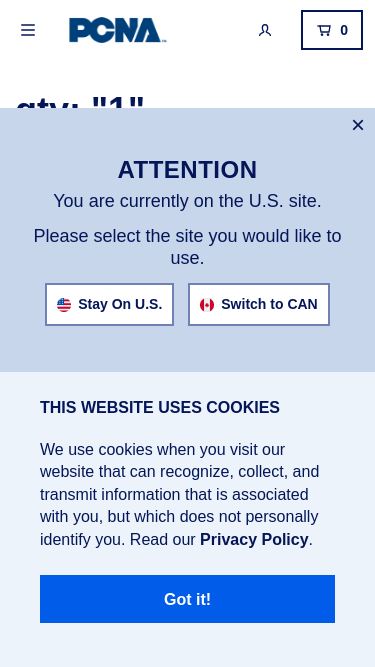 PCNA
0
qty: "1"
ATTENTION
You are currently on the U.S. site.
Please select the site you would like to
use.
Stay On U.S.
Switch to CAN
THIS WEBSITE USES COOKIES
We use cookies when you visit our
website that can recognize, collect, and
transmit information that is associated
with you, but which does not personally
identify you. Read our Privacy Policy.
Got it!